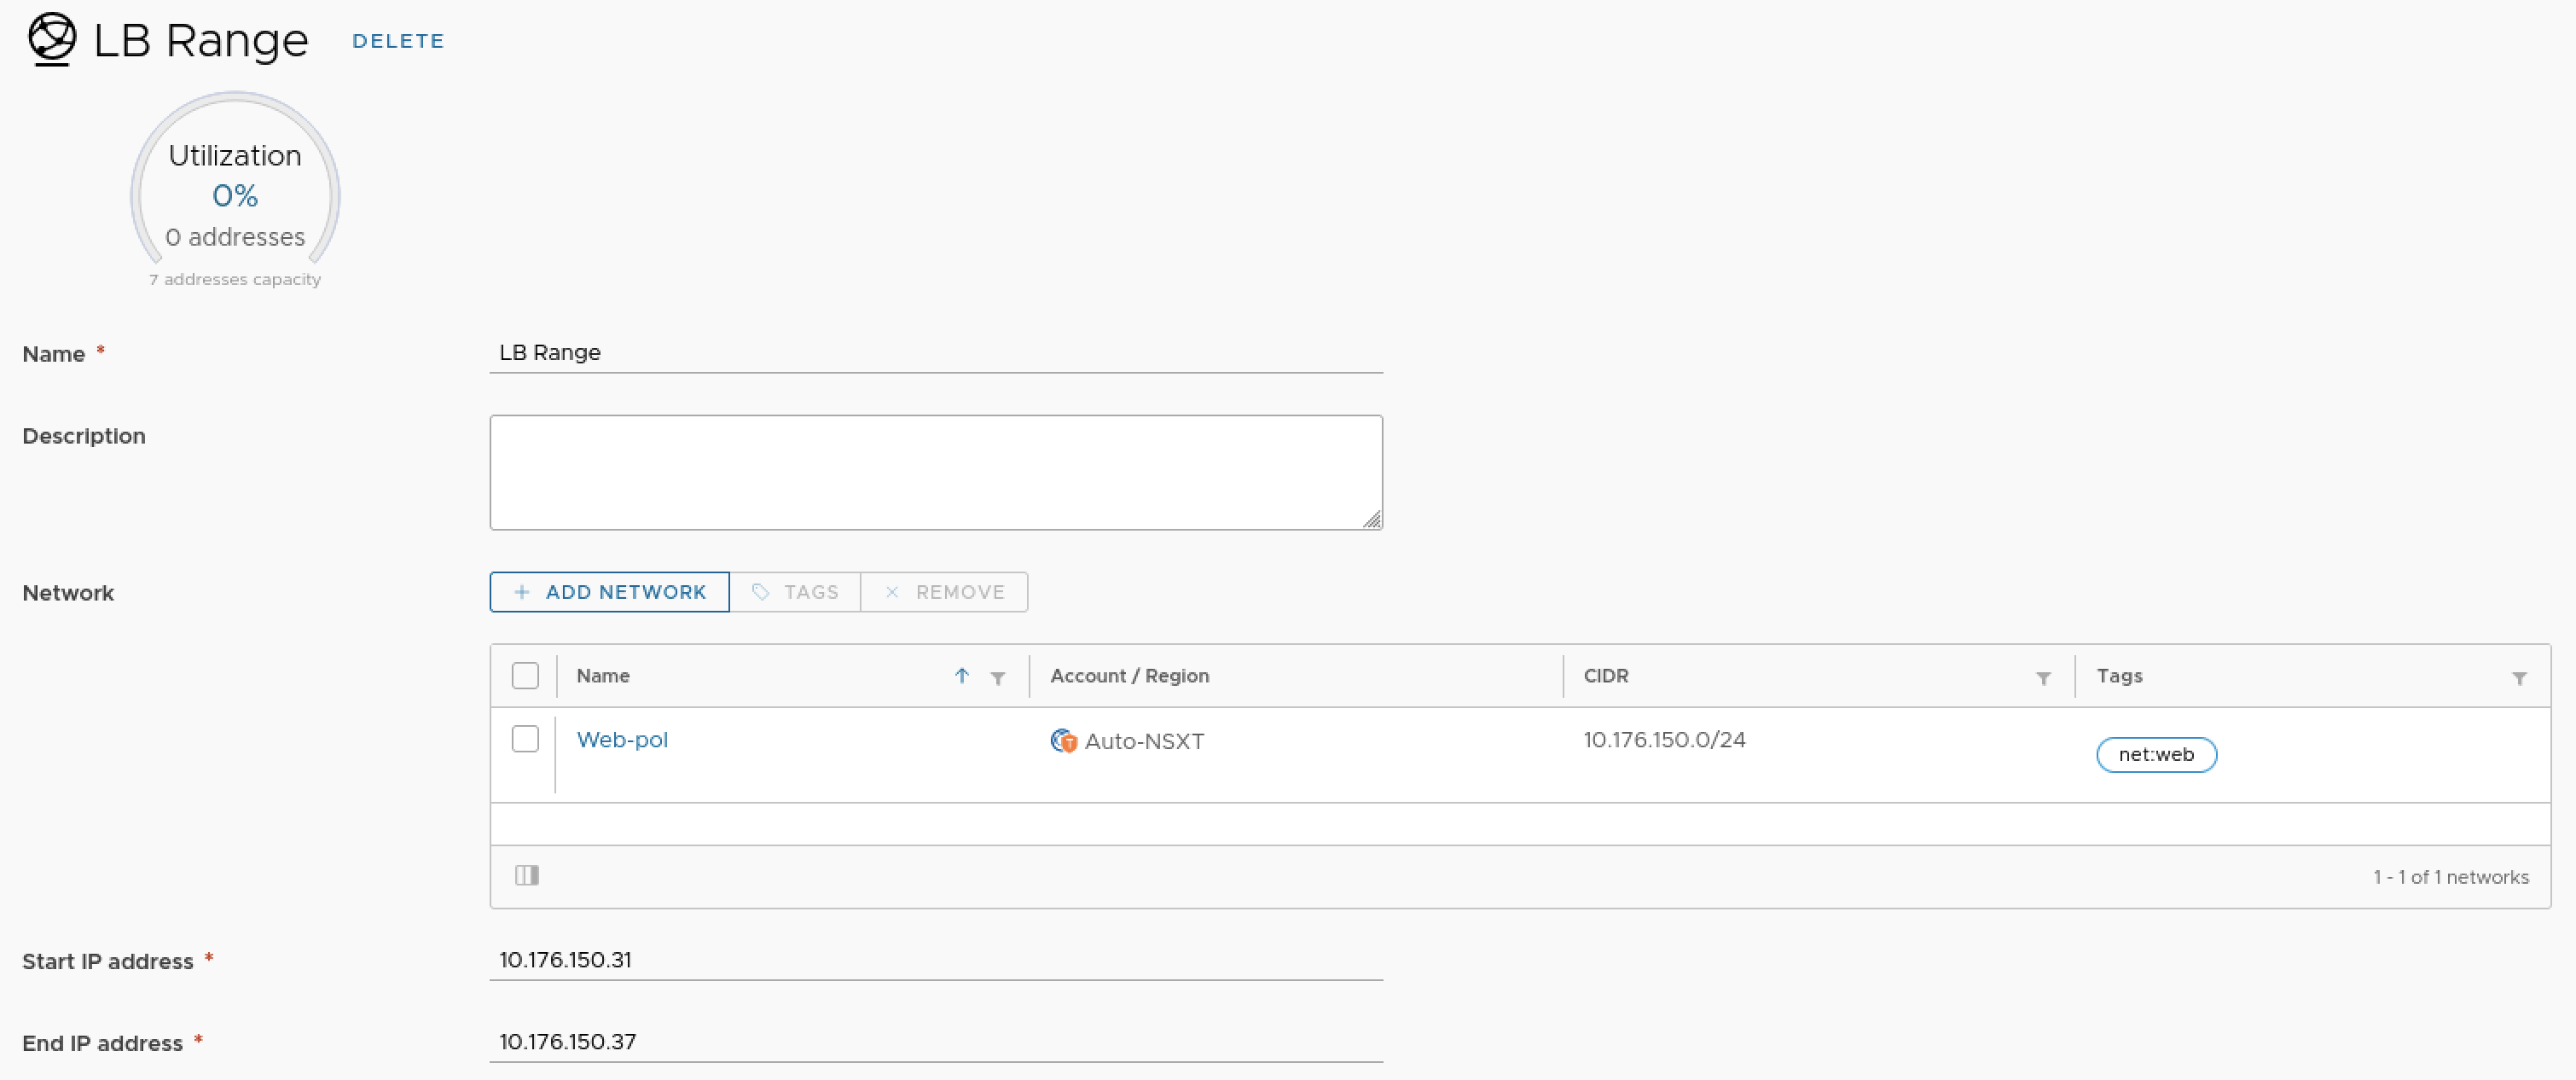 LB Range DELETE
Utilization
0%
0 addresses
7 addresses capacity
Name * LB Range
Description
Network + ADD NETWORK TAGS × REMOVE
Name Account / Region CIDR Tags
Web-pol Auto-NSXT 10.176.150.0/24 net:web
1 - 1 of 1 networks
Start IP address * 10.176.150.31
End IP address * 10.176.150.37